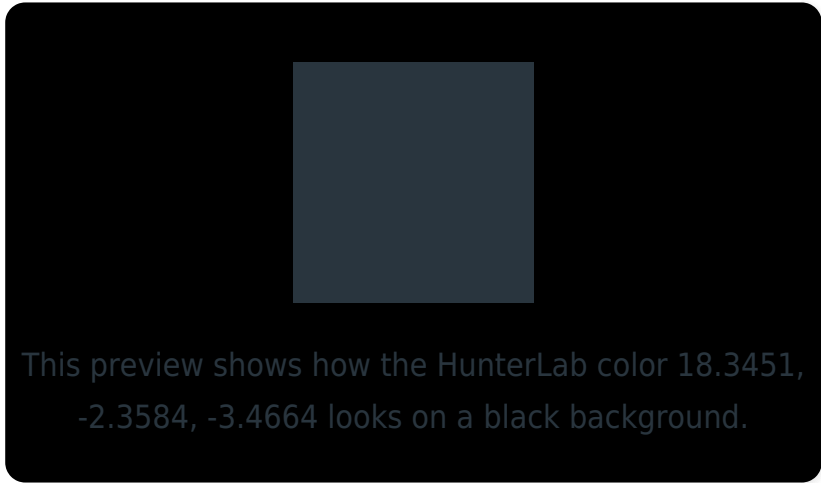 This preview shows how the HunterLab color 18.3451,
-2.3584, -3.4664 looks on a black background.